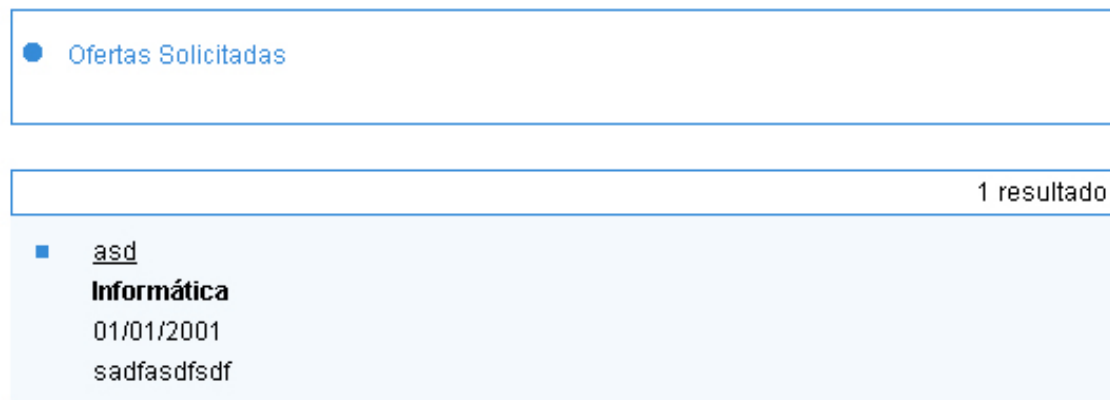 Ofertas Solicitadas
1 resultado
asd
Informática
01/01/2001
sadfasdfsdf